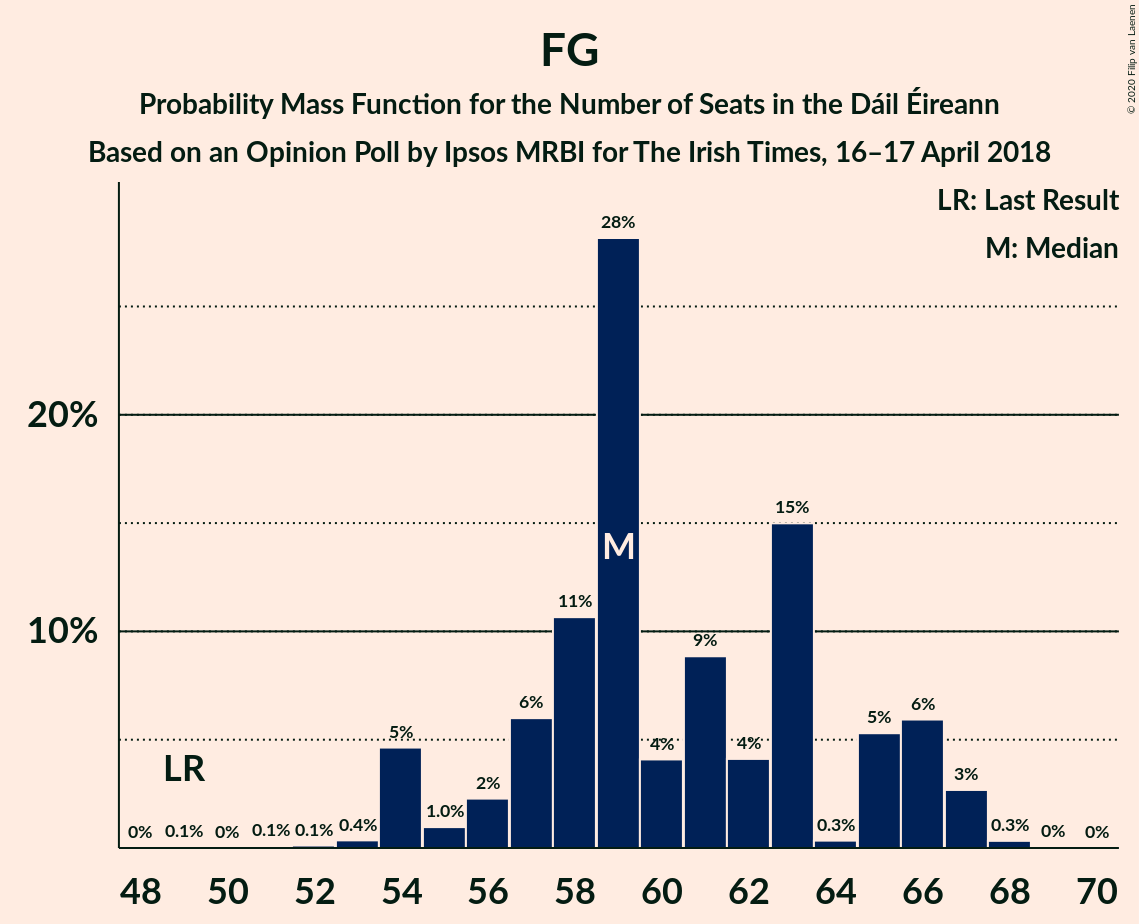 FG
Probability Mass Function for the Number of Seats in the Dáil Éireann
Based on an Opinion Poll by Ipsos MRBI for The Irish Times, 16–17 April 2018
© 2020 Filip van Laenen
LR: Last Result
M: Median
20%
10%
0%
0.1%
0%
0.1%
0.1%
0.4%
5%
1.0%
2%
6%
11%
28%
4%
9%
4%
15%
0.3%
5%
6%
3%
0.3%
0%
0%
LR
M
48 50 52 54 56 58 60 62 64 66 68 70